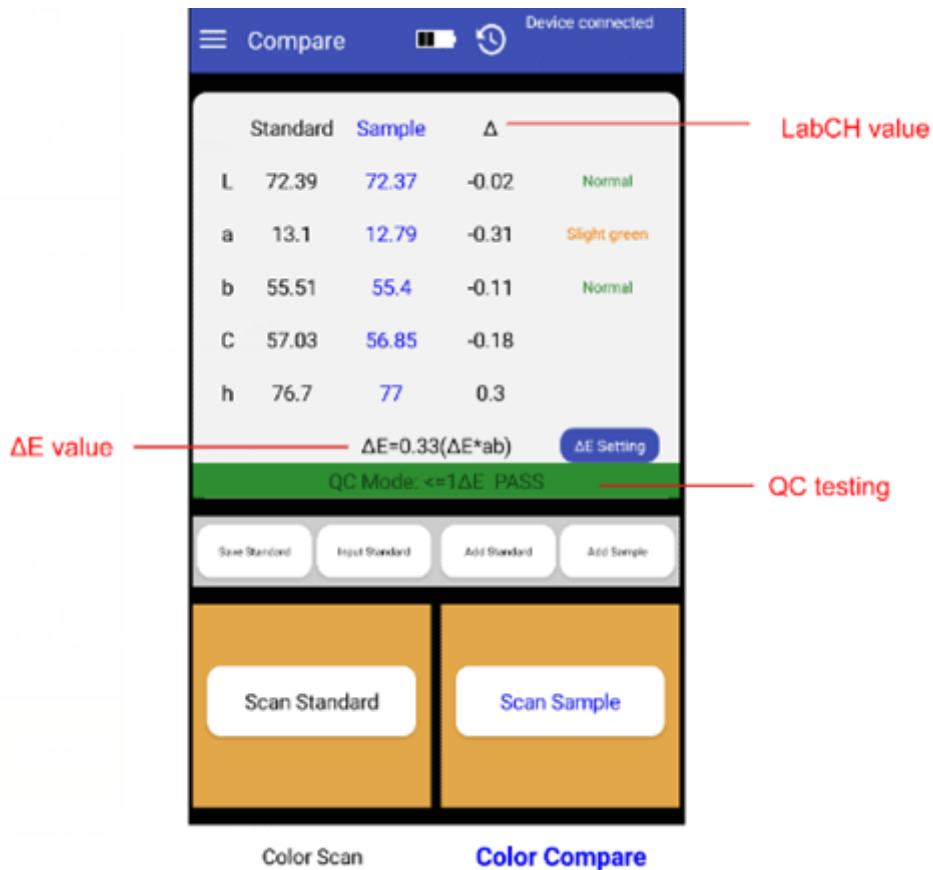 Device connected
Compare
Standard Sample Δ LabCH value
L 72.39 72.37 -0.02 Normal
a 13.1 12.79 -0.31 Slight green
b 55.51 55.4 -0.11 Normal
C 57.03 56.85 -0.18
h 76.7 77 0.3
ΔE value ΔE=0.33(ΔE*ab) ΔE Setting
QC Mode: <=1ΔE PASS QC testing
Save Standard Input Standard Add Standard Add Sample
Scan Standard Scan Sample
Color Scan Color Compare